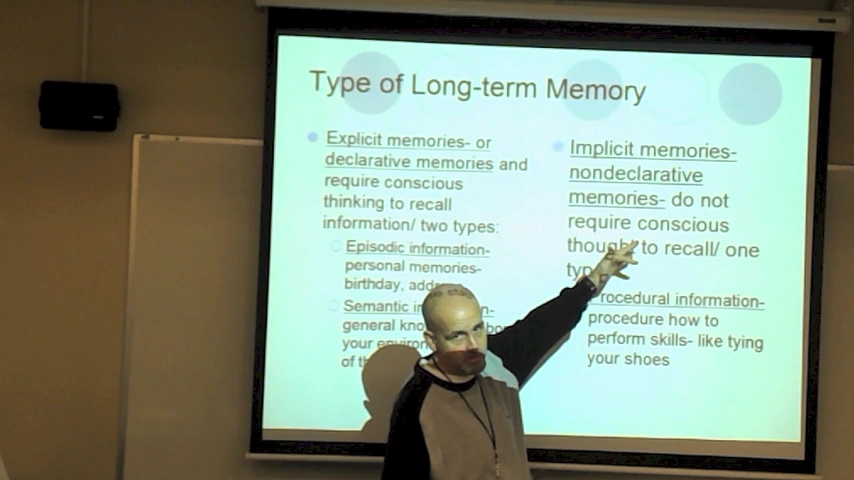 Type of Long-term Memory
Explicit memories- or
declarative memories and
require conscious
thinking to recall
information/ two types:
Episodic information-
personal memories-
birthday,
Semantic
general
your
of
Implicit memories-
nondeclarative
memories- do not
require conscious
thought to recall/ one
Procedural information-
procedure how to
perform skills- like tying
your shoes